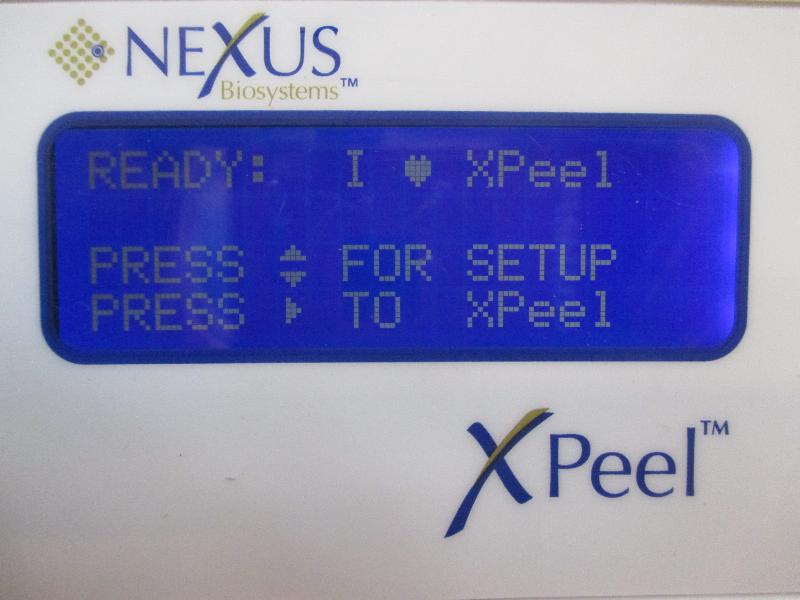 NEXUS
Biosystems™
READY: I ♥ XPeel
PRESS ♦ FOR SETUP
PRESS ▶ TO XPeel
XPeel™